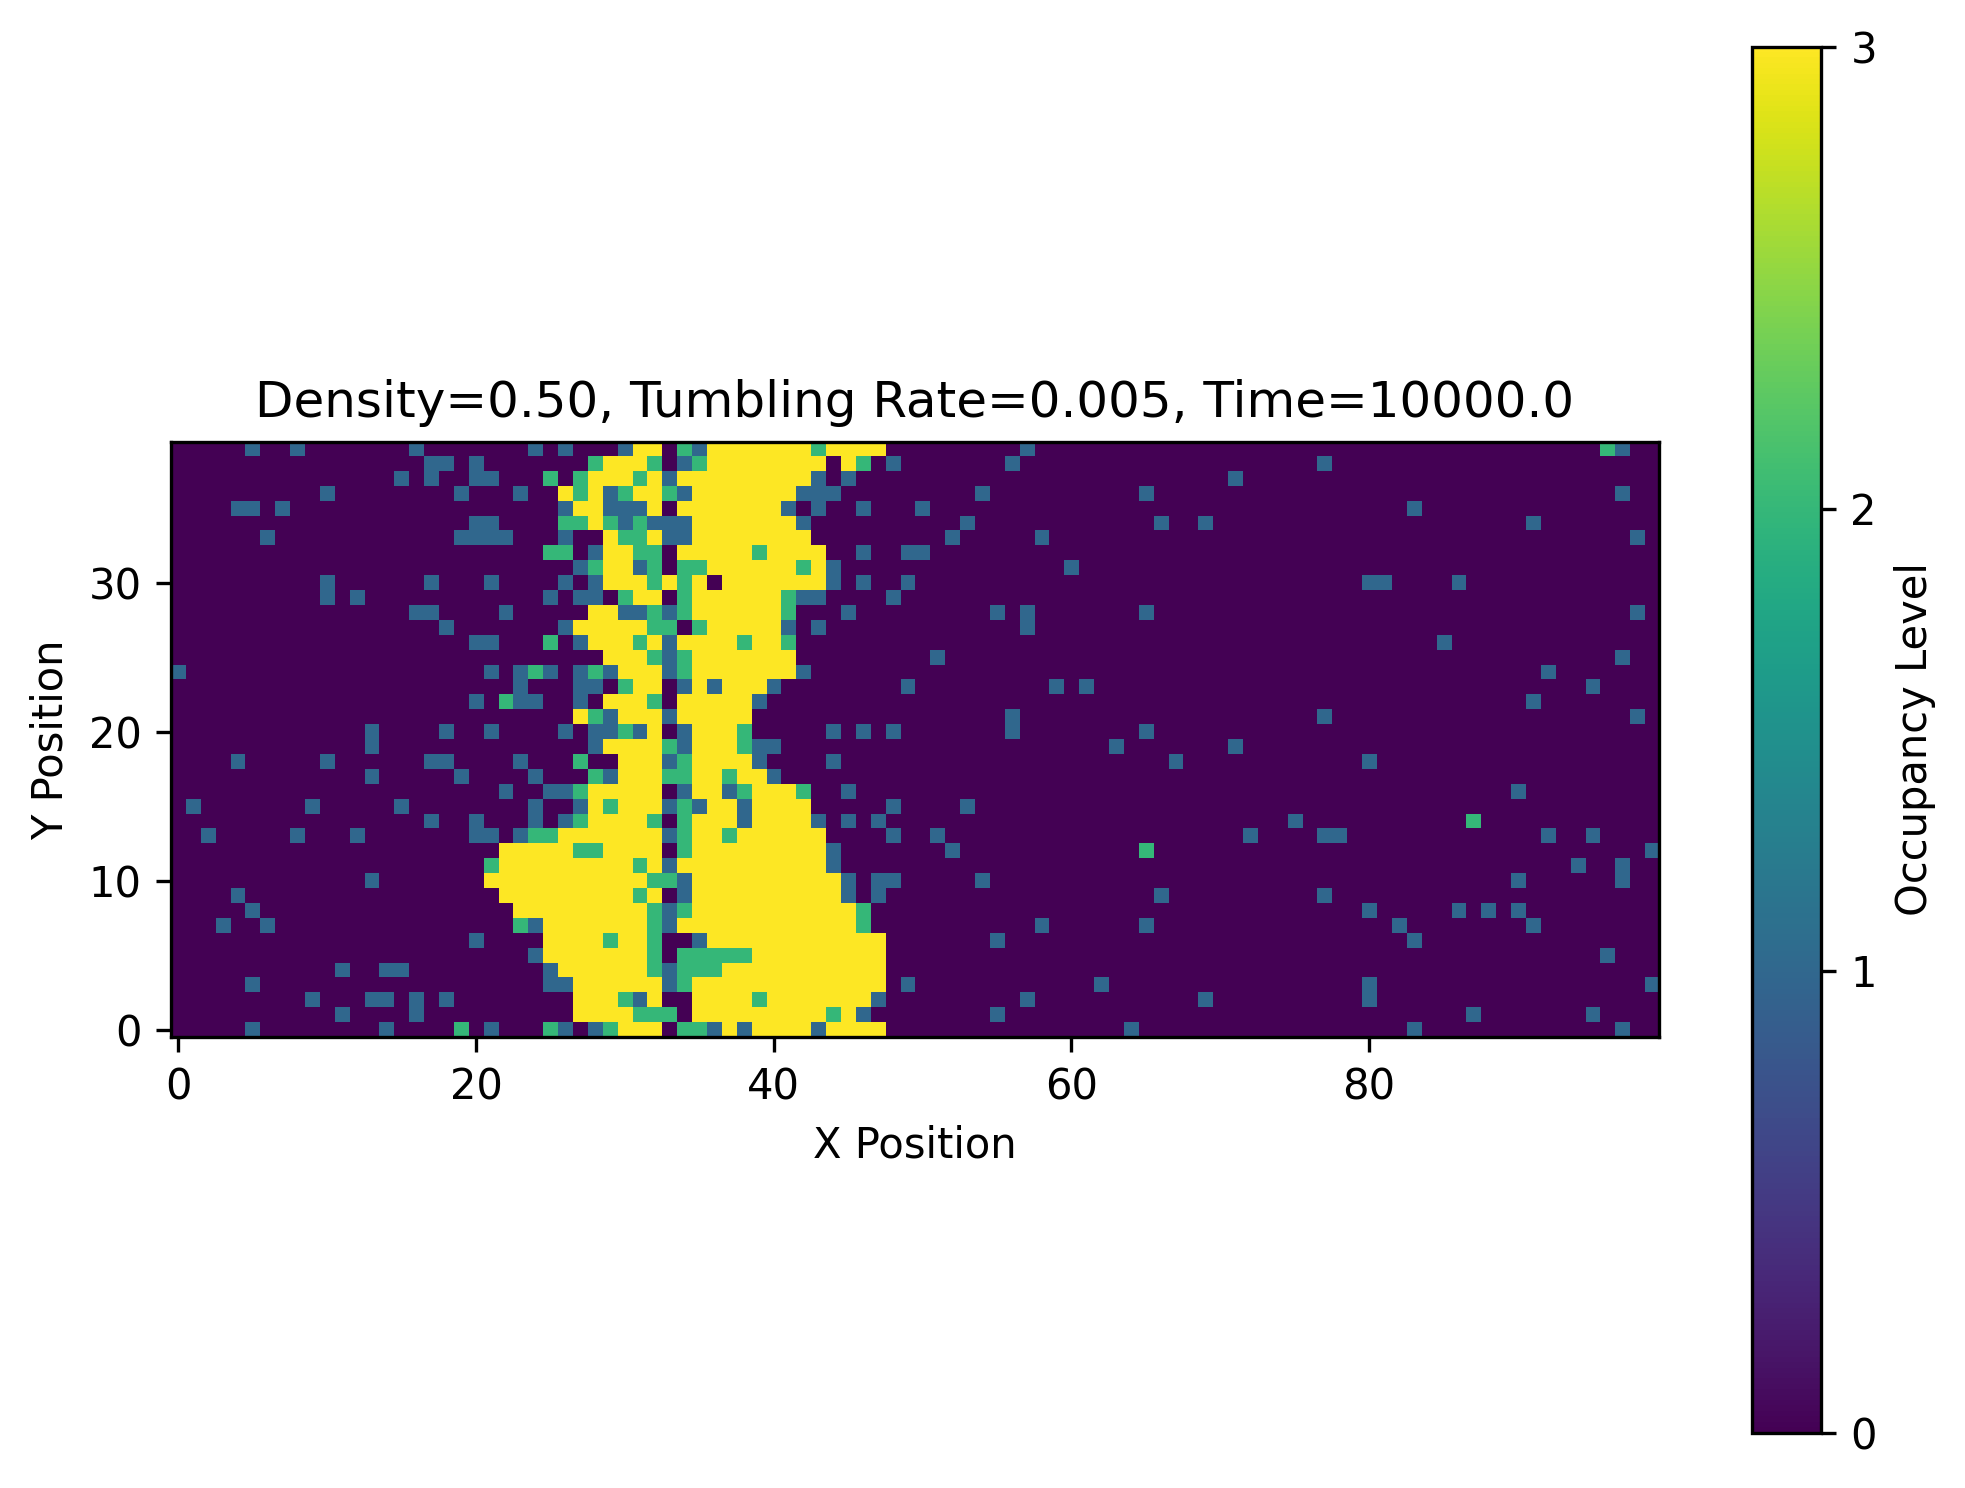 Density=0.50, Tumbling Rate=0.005, Time=10000.0
Y Position
30
20
10
0
0 20 40 60 80
X Position
3
2
1
0
Occupancy Level